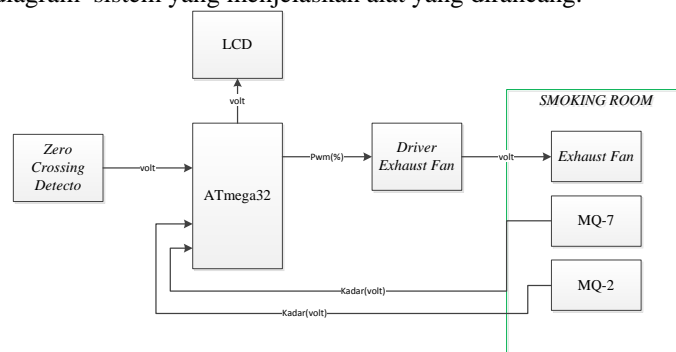 diagram sistem yang menjelaskan alat yang dirancang:
LCD
volt
SMOKING ROOM
Zero
Crossing
Detecto
volt
ATmega32
Pwm(%)
Driver
Exhaust Fan
volt
Exhaust Fan
MQ-7
MQ-2
Kadar(volt)
Kadar(volt)